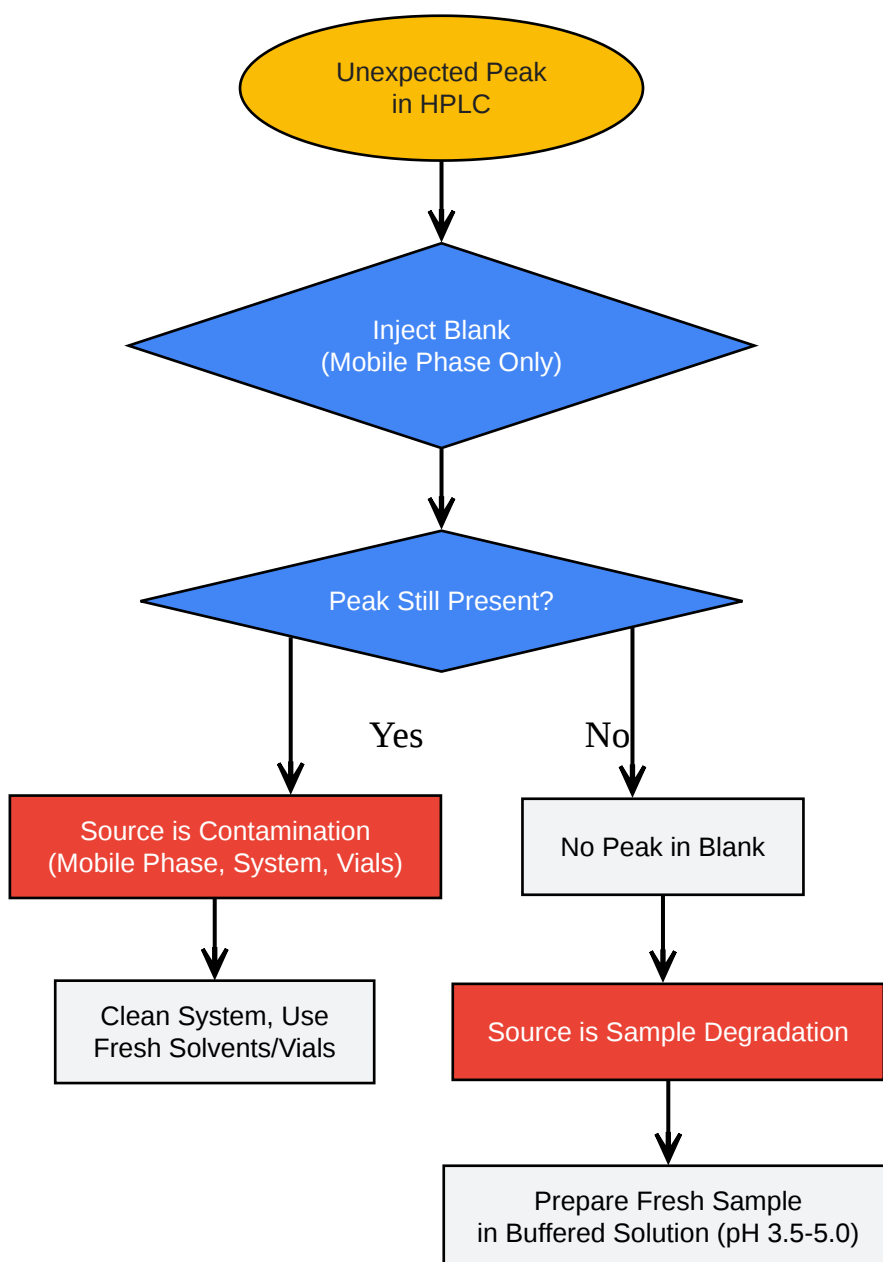 Unexpected Peak
in HPLC
Inject Blank
(Mobile Phase Only)
Peak Still Present?
Yes
No
Source is Contamination
(Mobile Phase, System, Vials)
No Peak in Blank
Clean System, Use
Fresh Solvents/Vials
Source is Sample Degradation
Prepare Fresh Sample
in Buffered Solution (pH 3.5-5.0)